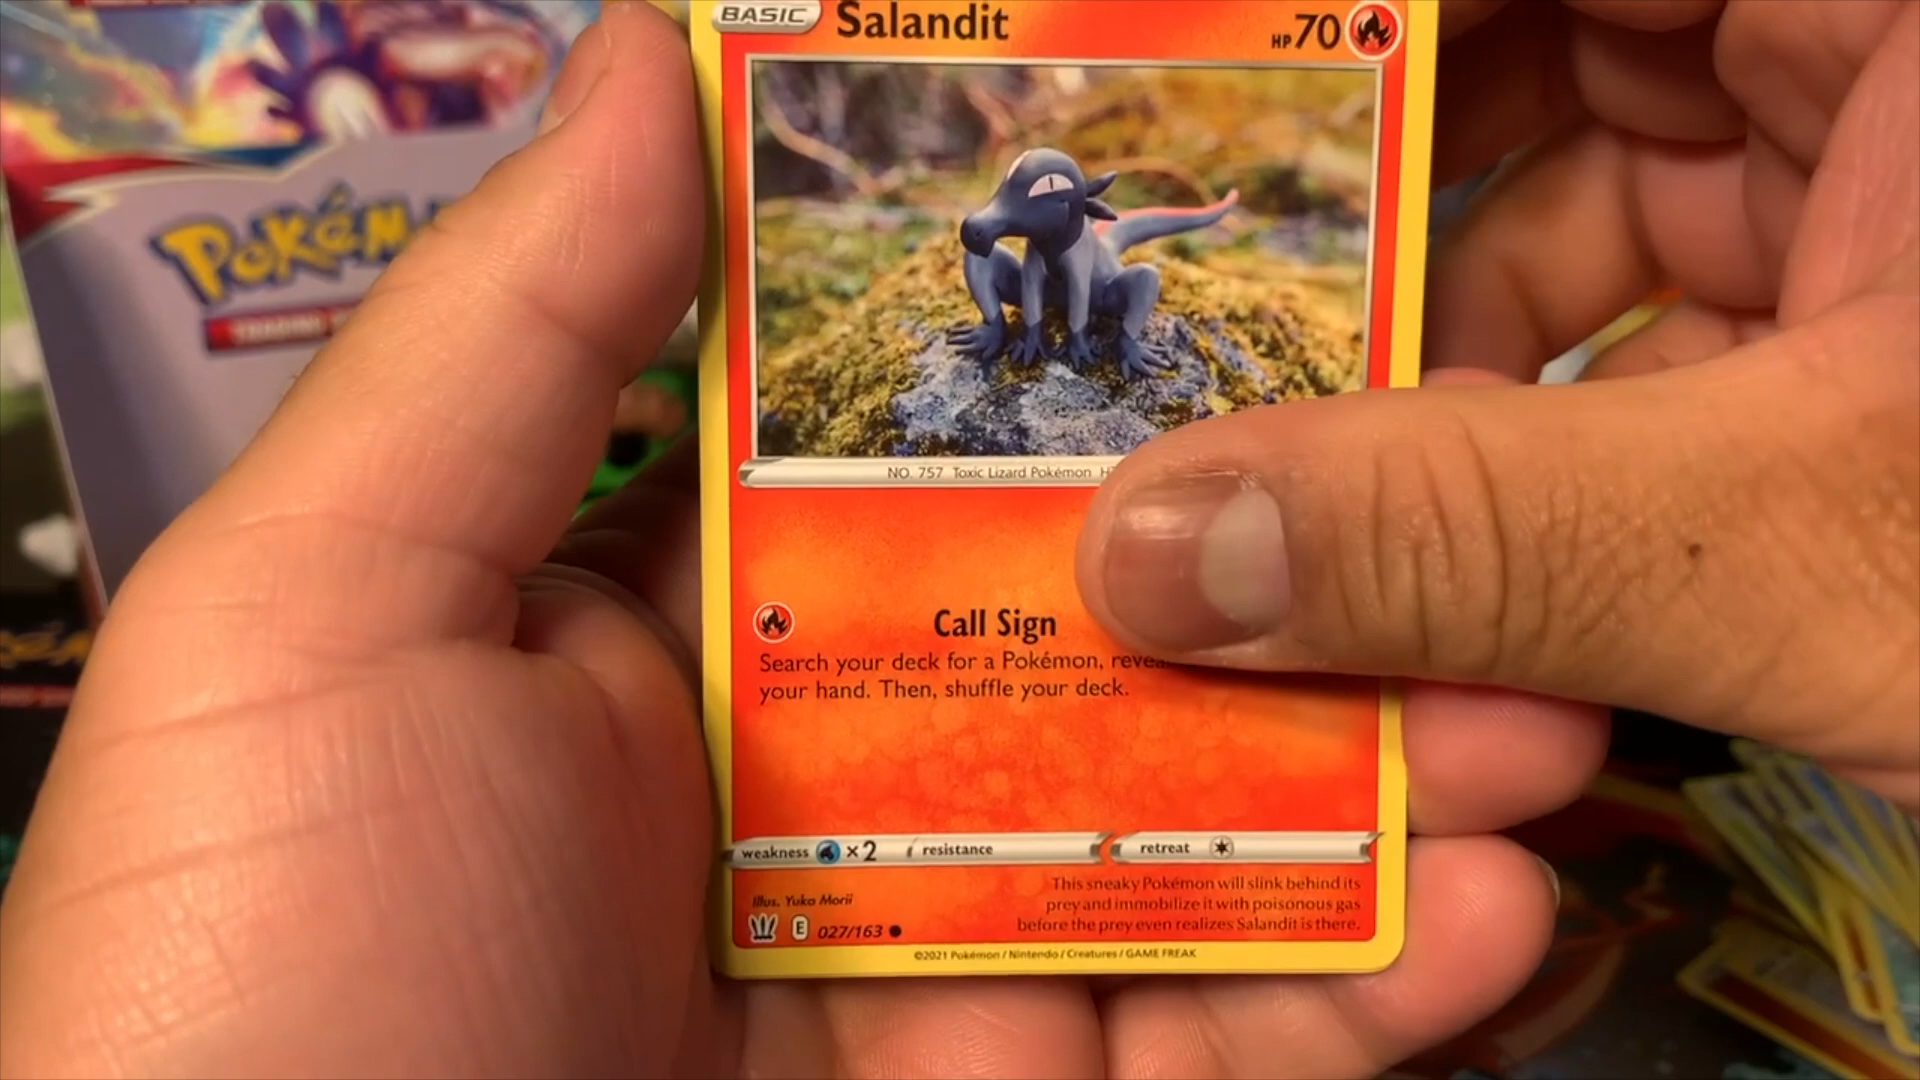 BASIC Salandit HP 70
POKÉM
NO. 757 Toxic Lizard Pokémon
Call Sign
Search your deck for a Pokémon,
your hand. Then, shuffle your deck.
weakness ×2 resistance retreat
Illus. Yuka Morii
This sneaky Pokémon will slink behind its
prey and immobilize it with poisonous gas
before the prey even realizes Salandit is there.
E 027/163
©2021 Pokémon / Nintendo / Creatures / GAME FREAK